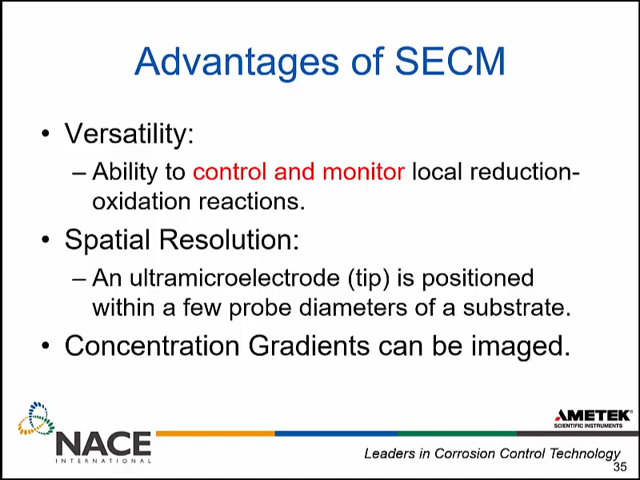 Advantages of SECM
• Versatility:
– Ability to control and monitor local reduction-
oxidation reactions.
• Spatial Resolution:
– An ultramicroelectrode (tip) is positioned
within a few probe diameters of a substrate.
• Concentration Gradients can be imaged.
NACE
INTERNATIONAL
AMETEK
SCIENTIFIC INSTRUMENTS
Leaders in Corrosion Control Technology
35